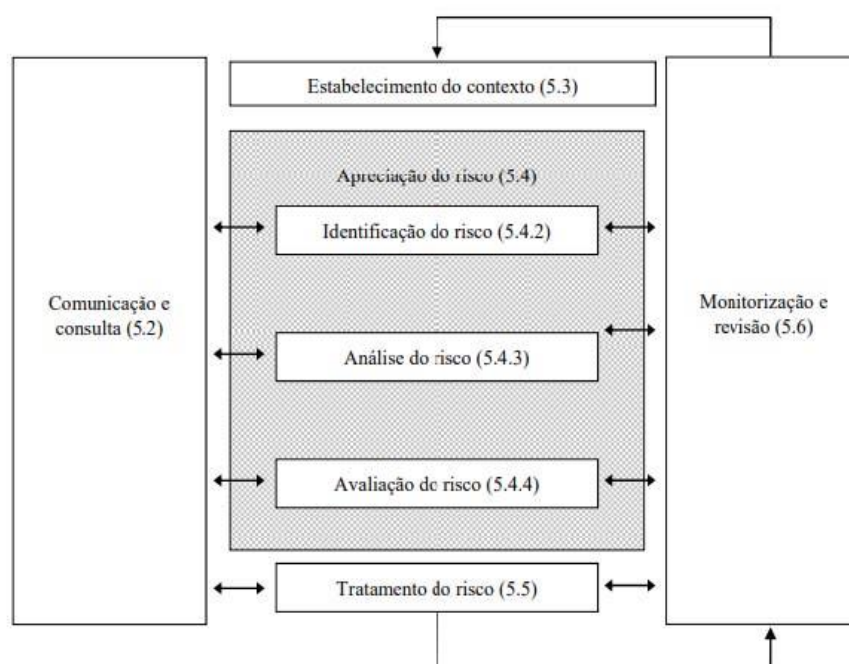 Estabelecimento do contexto (5.3)
Apreciação do risco (5.4)
Identificação do risco (5.4.2)
Comunicação e
consulta (5.2)
Monitorização e
revisão (5.6)
Análise do risco (5.4.3)
Avaliação do risco (5.4.4)
Tratamento do risco (5.5)